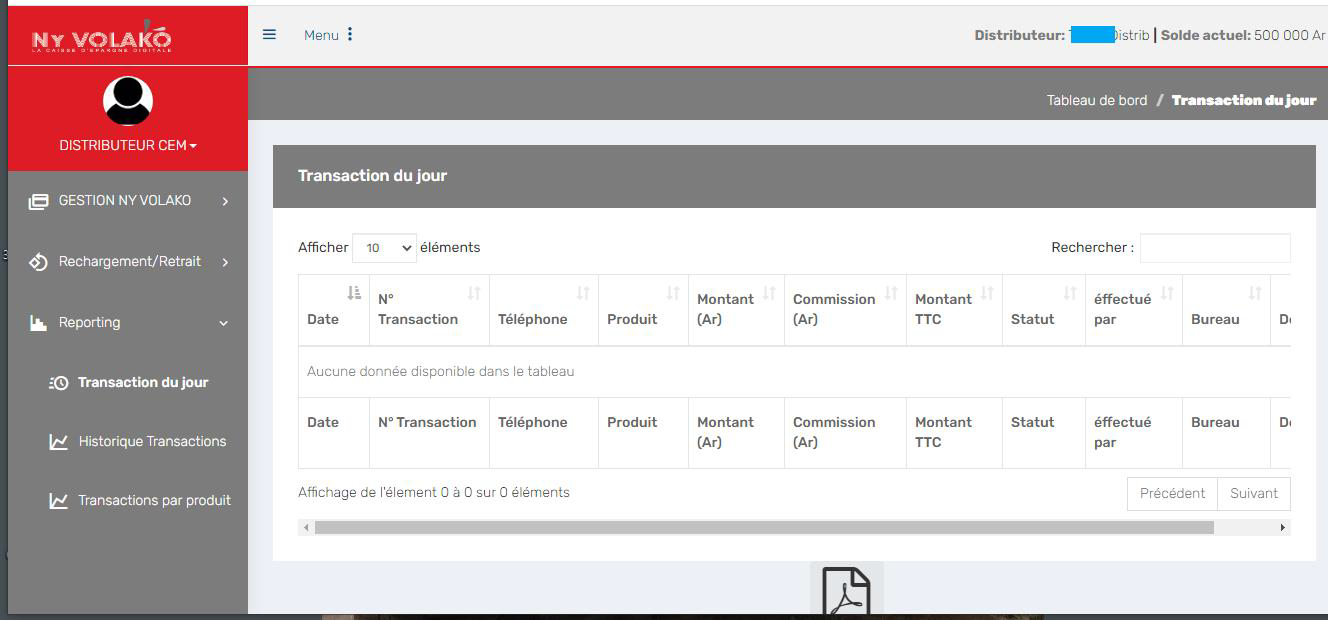 NY VOLAKO
LA CAISSE D'EPARGNE DIGITALE
Menu
Distributeur: Distrib | Solde actuel: 500 000 Ar
DISTRIBUTEUR CEM
Tableau de bord / Transaction du jour
GESTION NY VOLAKO
Rechargement/Retrait
Reporting
Transaction du jour
Historique Transactions
Transactions par produit
Transaction du jour
Afficher 10 éléments
Rechercher :
Date N° Transaction Téléphone Produit Montant (Ar) Commission (Ar) Montant TTC Statut éffectué par Bureau
Aucune donnée disponible dans le tableau
Date N° Transaction Téléphone Produit Montant (Ar) Commission (Ar) Montant TTC Statut éffectué par Bureau
Affichage de l'élement 0 à 0 sur 0 éléments
Précédent Suivant